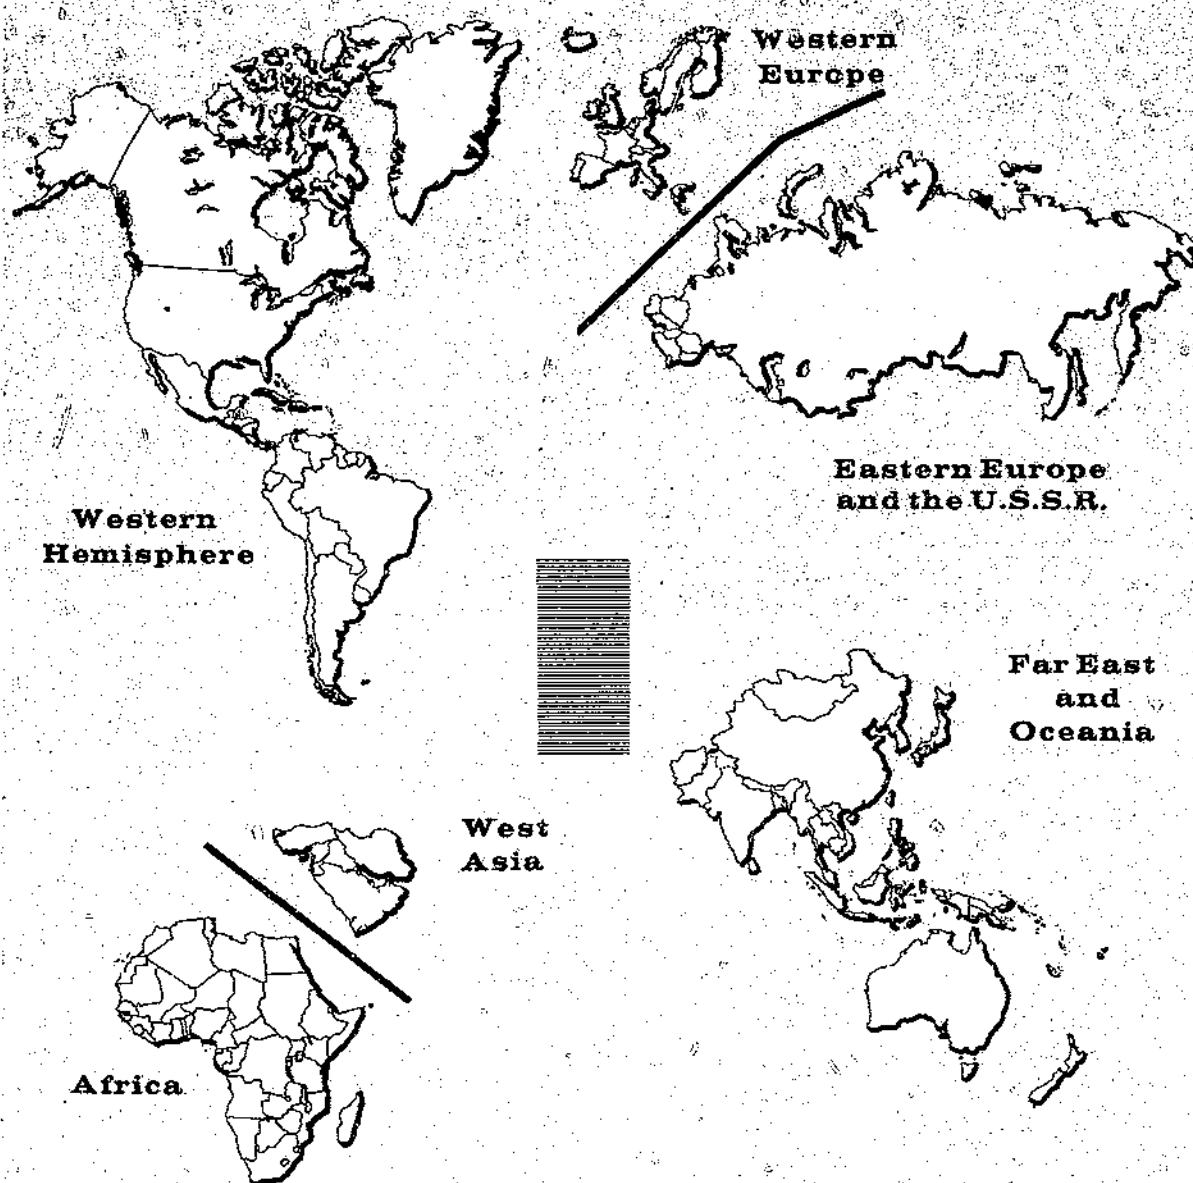 Western
Europe
Eastern Europe
and the U.S.S.R.
Western
Hemisphere
Far East
and
Oceania
West
Asia
Africa